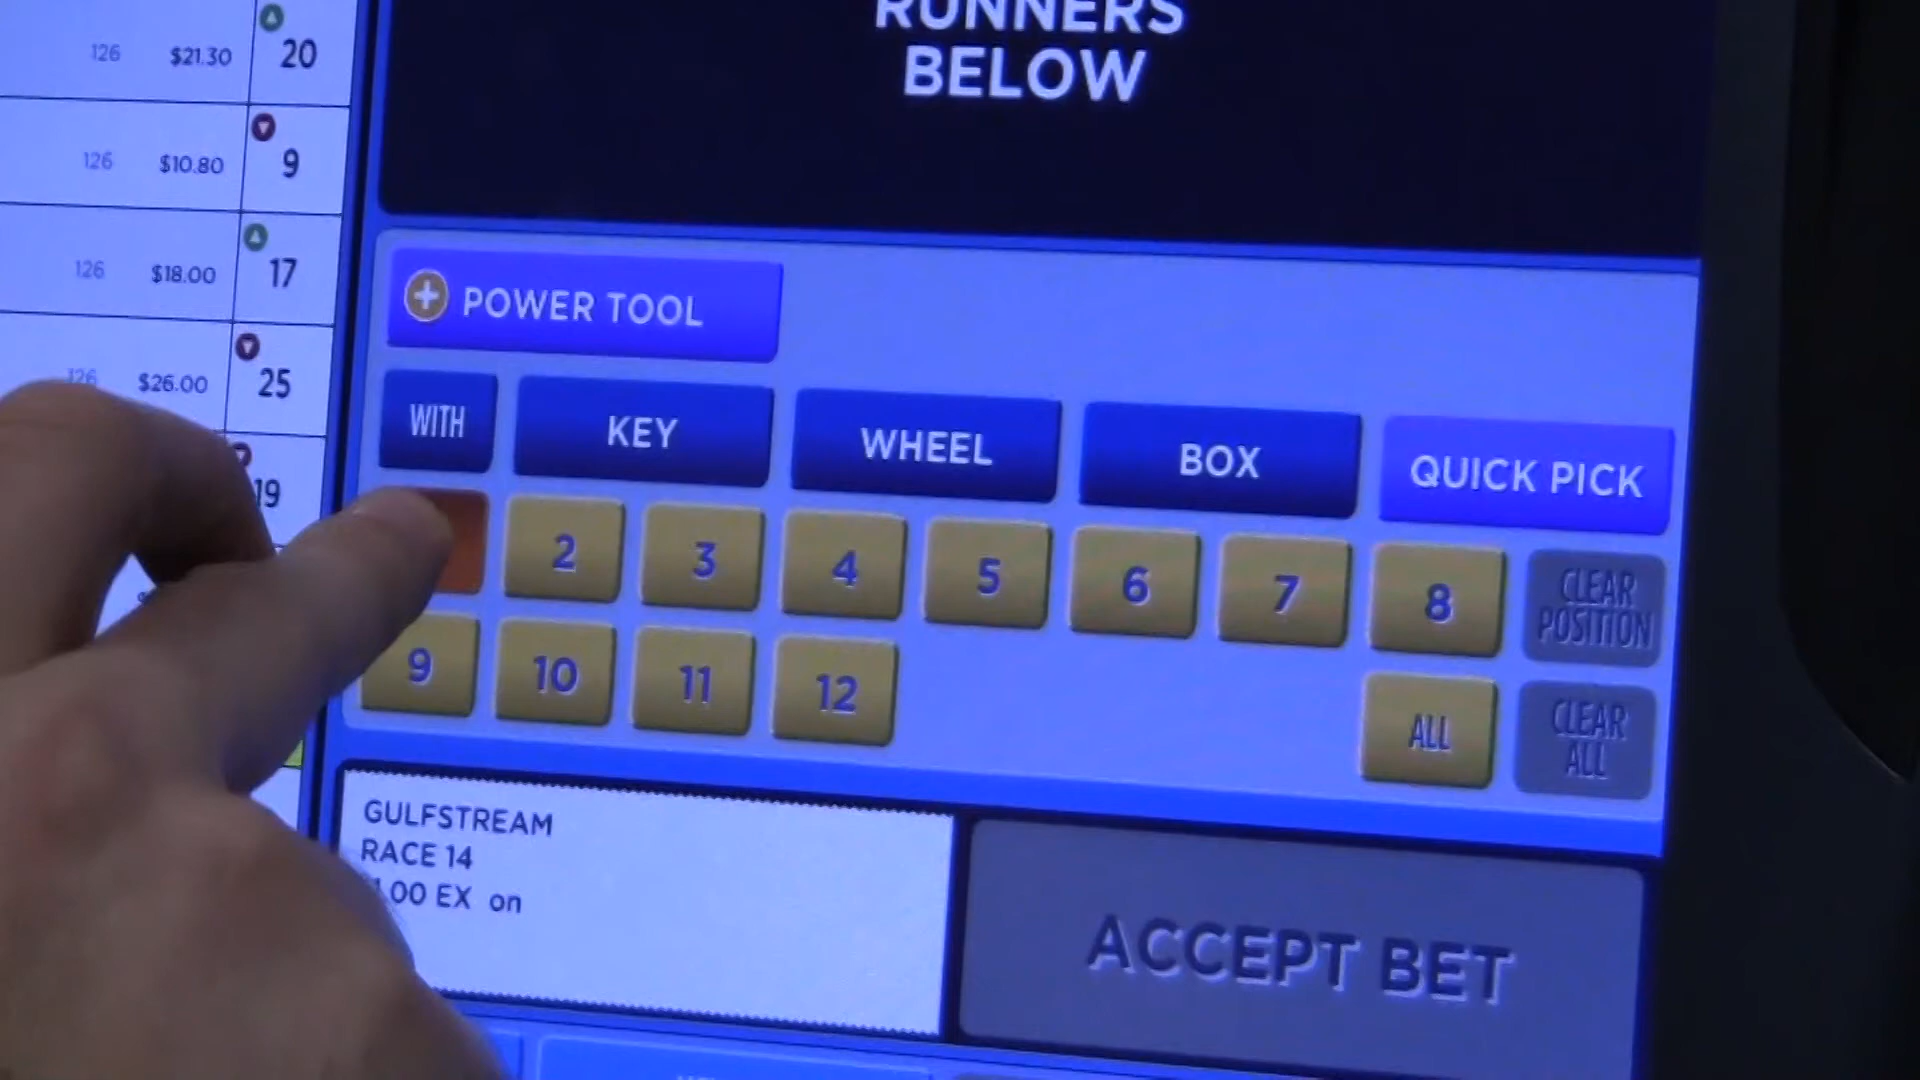 RUNNERS
BELOW
126 $21.30 20
126 $10.80 9
126 $18.00 17
126 $26.00 25
19
POWER TOOL
WITH KEY WHEEL BOX QUICK PICK
2 3 4 5 6 7 8 CLEAR POSITION
9 10 11 12 ALL CLEAR ALL
GULFSTREAM
RACE 14
.00 EX on
ACCEPT BET